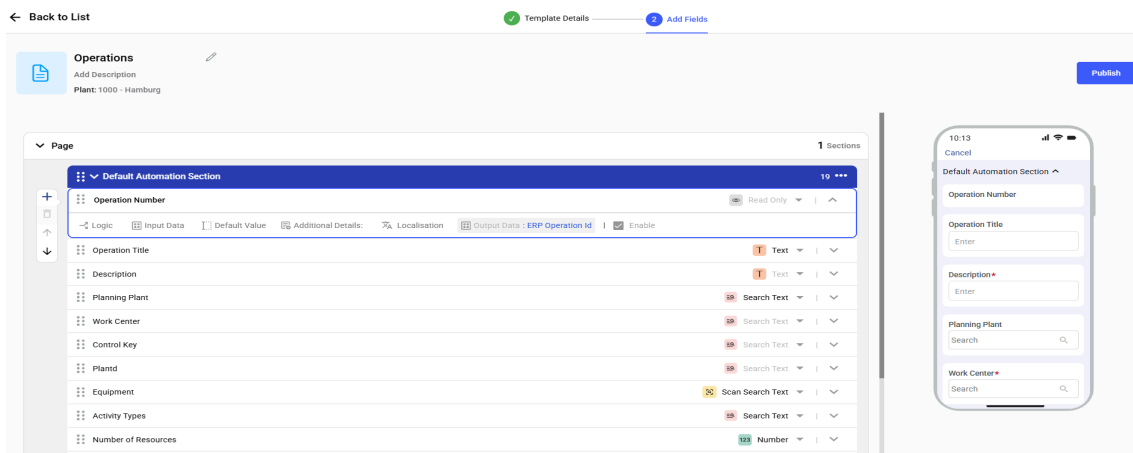 Back to List
Template Details
2 Add Fields
Operations
Add Description
Plant: 1000 - Hamburg
Publish
Page
1 Sections
Default Automation Section
19
Operation Number
Read Only
Logic
Input Data
Default Value
Additional Details:
Localisation
Output Data : ERP Operation Id
Enable
Operation Title
T Text
Description
T Text
Planning Plant
Search Text
Work Center
Search Text
Control Key
Search Text
Plantd
Search Text
Equipment
Scan Search Text
Activity Types
Search Text
Number of Resources
123 Number
10:13
Cancel
Default Automation Section
Operation Number
Operation Title
Enter
Description*
Enter
Planning Plant
Search
Work Center*
Search